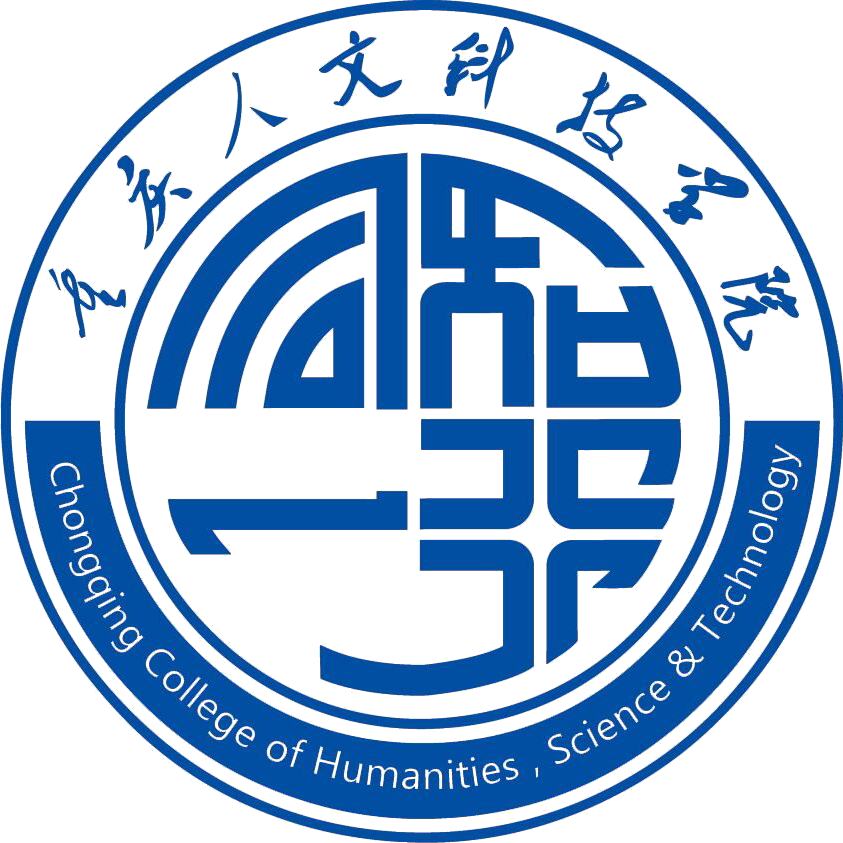 重庆人文科技学院
Chongqing College of Humanities , Science & Technology